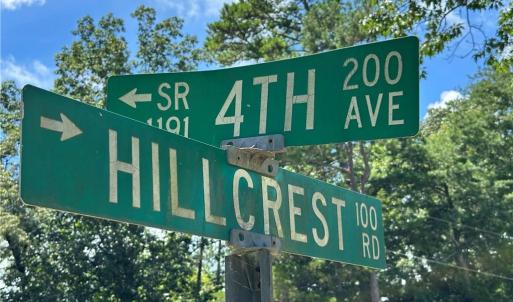 ← SR 4TH 200
1191 AVE
→ HILLCREST 100
RD